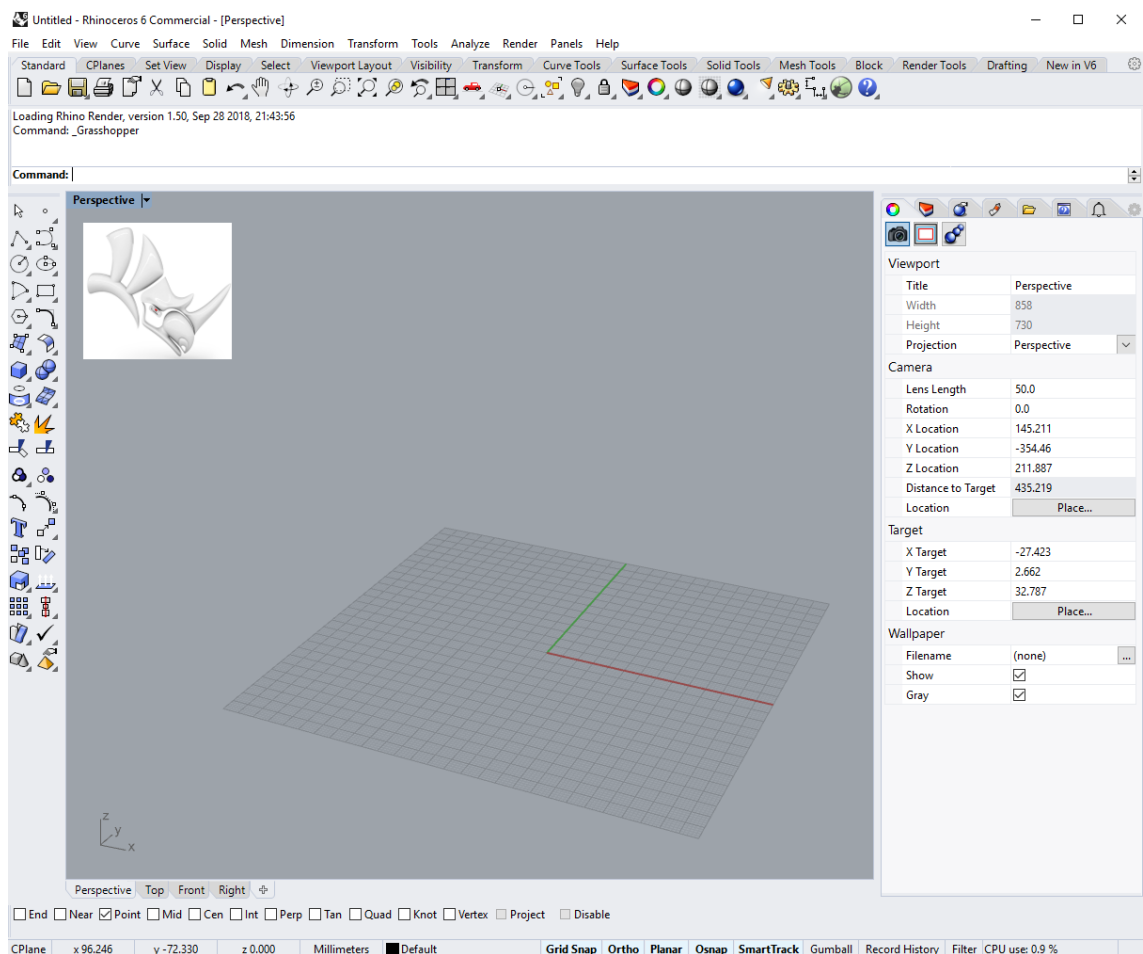 Untitled - Rhinoceros 6 Commercial - [Perspective]
File Edit View Curve Surface Solid Mesh Dimension Transform Tools Analyze Render Panels Help
Standard CPlanes Set View Display Select Viewport Layout Visibility Transform Curve Tools Surface Tools Solid Tools Mesh Tools Block Render Tools Drafting New in V6
Loading Rhino Render, version 1.50, Sep 28 2018, 21:43:56
Command: _Grasshopper
Command:
Perspective
Viewport
Title Perspective
Width 858
Height 730
Projection Perspective
Camera
Lens Length 50.0
Rotation 0.0
X Location 145.211
Y Location -354.46
Z Location 211.887
Distance to Target 435.219
Location Place...
Target
X Target -27.423
Y Target 2.662
Z Target 32.787
Location Place...
Wallpaper
Filename (none) ...
Show
Gray
z
y
x
Perspective Top Front Right
End Near Point Mid Cen Int Perp Tan Quad Knot Vertex Project Disable
CPlane x 96.246 y -72.330 z 0.000 Millimeters Default Grid Snap Ortho Planar Osnap SmartTrack Gumball Record History Filter CPU use: 0.9 %